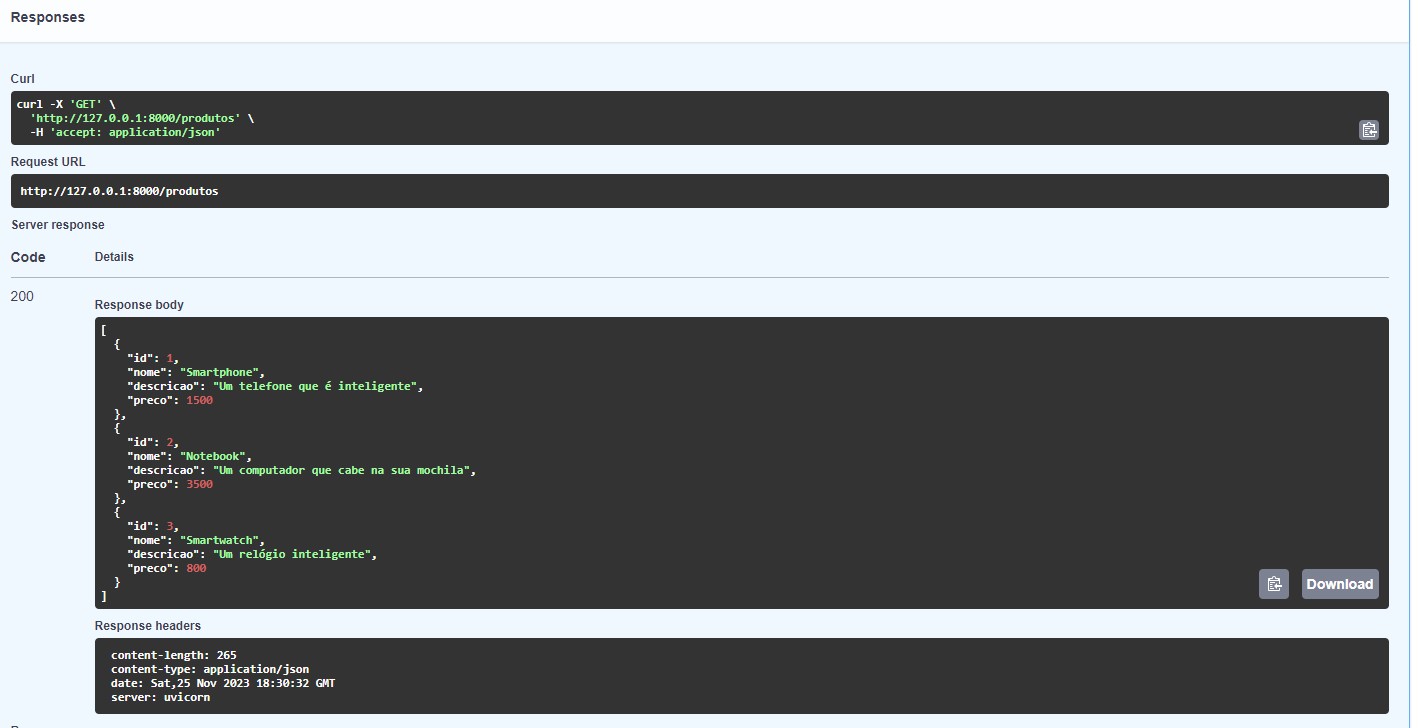 Responses
Curl
curl -X 'GET' \
  'http://127.0.0.1:8000/produtos' \
  -H 'accept: application/json'
Request URL
http://127.0.0.1:8000/produtos
Server response
Code Details
200
Response body
[
  {
    "id": 1,
    "nome": "Smartphone",
    "descricao": "Um telefone que é inteligente",
    "preco": 1500
  },
  {
    "id": 2,
    "nome": "Notebook",
    "descricao": "Um computador que cabe na sua mochila",
    "preco": 3500
  },
  {
    "id": 3,
    "nome": "Smartwatch",
    "descricao": "Um relógio inteligente",
    "preco": 800
  }
]
Download
Response headers
content-length: 265
content-type: application/json
date: Sat,25 Nov 2023 18:30:32 GMT
server: uvicorn